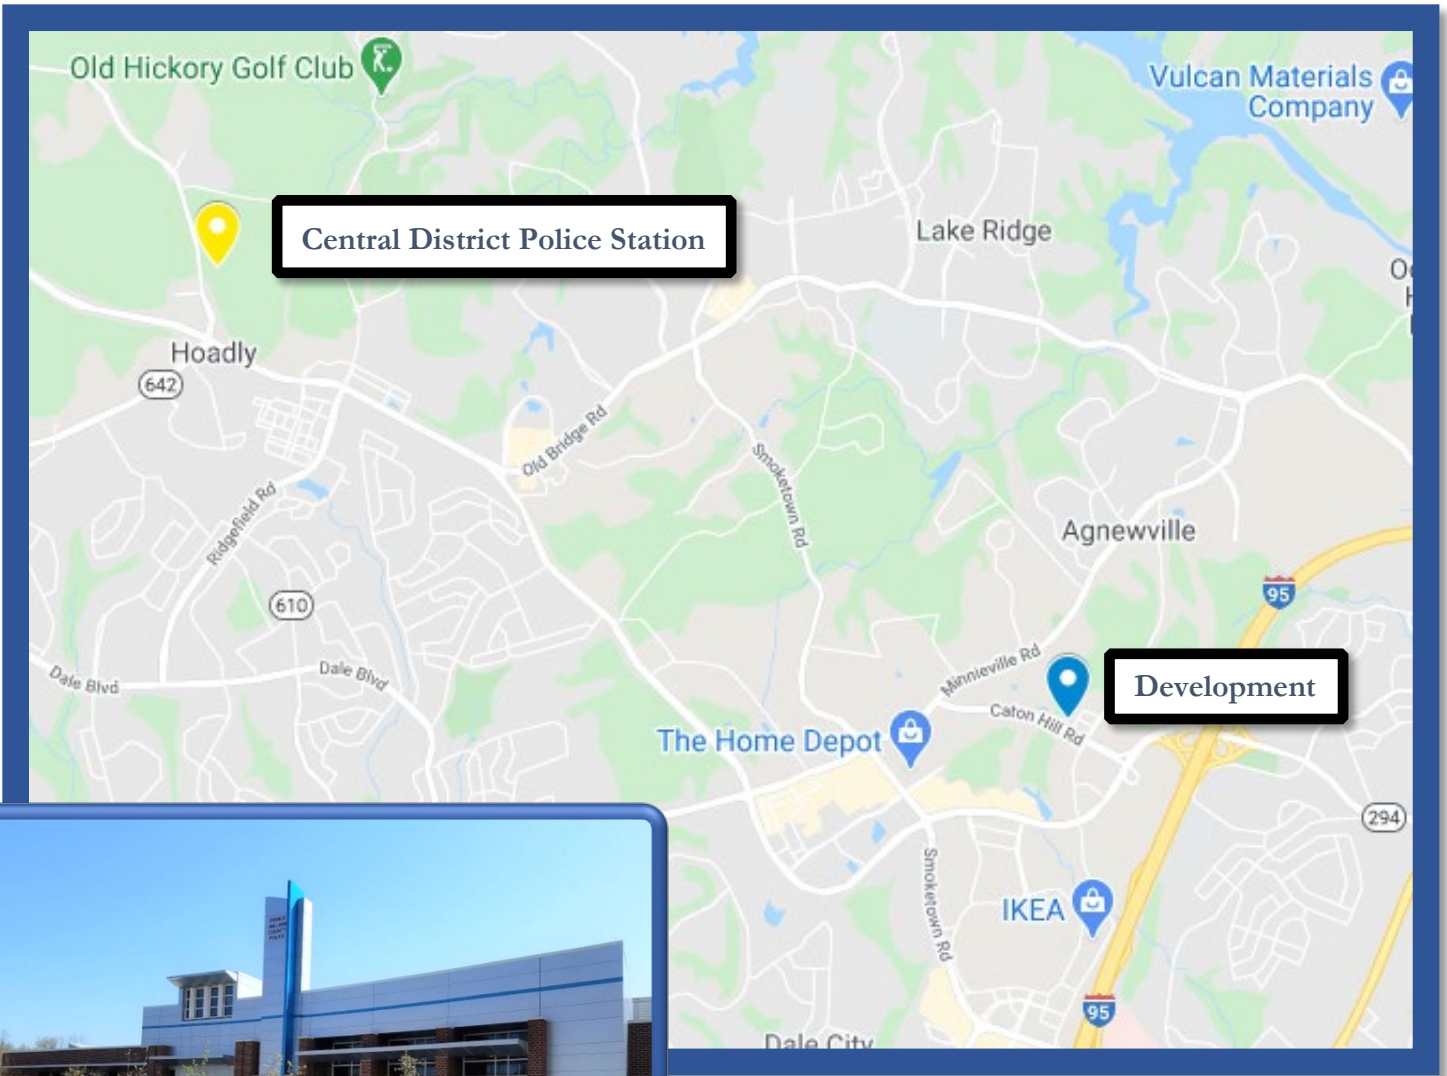 Old Hickory Golf Club
Vulcan Materials
Company
Central District Police Station
Lake Ridge
Hoadly
642
Old Bridge Rd
Smoketown Rd
Ridgefield Rd
Agnewville
95
610
Minnieville Rd
Dale Blvd
Dale Blvd
Development
Caton Hill Rd
The Home Depot
294
Smoketown Rd
IKEA
95
Dale City